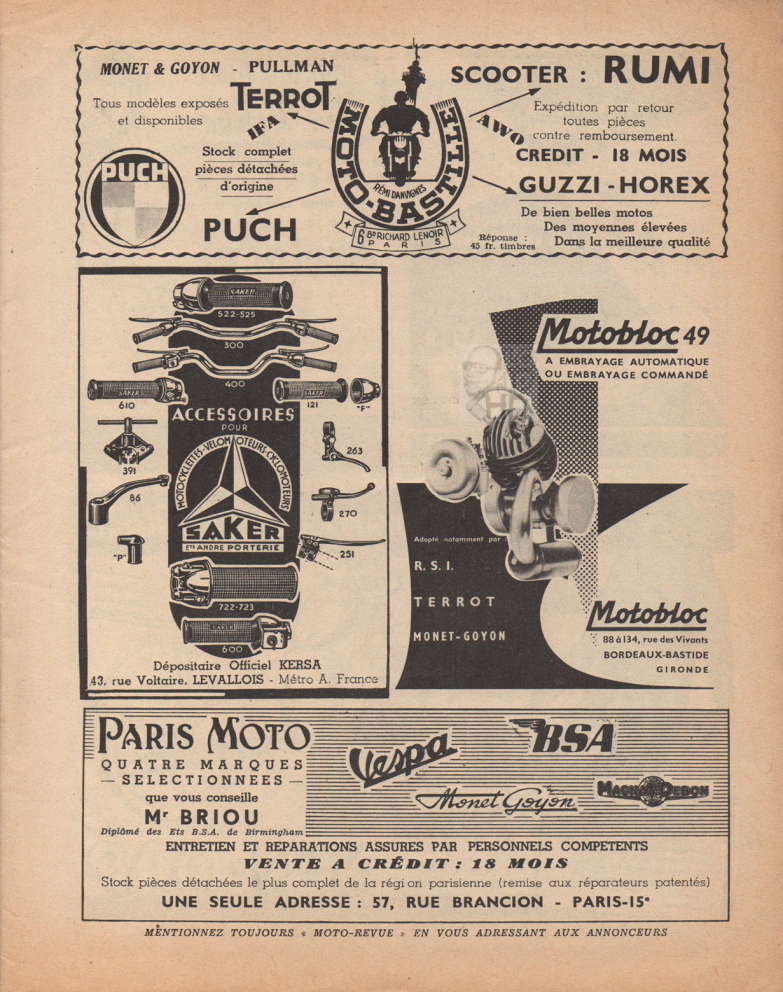 MONET & GOYON - PULLMAN
Tous modèles exposés
et disponibles
TERROT
IFA
Stock complet
pièces détachées
d'origine
PUCH
PUCH
MOTO-BASTILLE
RÉMI DANVIGNES
6 BD RICHARD LENOIR
PARIS
SCOOTER : RUMI
Expédition par retour
toutes pièces
contre remboursement.
AWO
CREDIT - 18 MOIS
GUZZI - HOREX
De bien belles motos
Des moyennes élevées
Dans la meilleure qualité
Réponse :
45 fr. timbres
SAKER
522-525
300
400
SAKER
610
SAKER
121
"F"
ACCESSOIRES
POUR
MOTOCYCLETTES-VELOMOTEURS-CYCLOMOTEURS
391
263
86
270
SAKER
ETS ANDRE PORTERIE
"P"
251
722-723
SAKER
600
Dépositaire Officiel KERSA
43, rue Voltaire, LEVALLOIS - Métro A. France
Motobloc 49
A EMBRAYAGE AUTOMATIQUE
OU EMBRAYAGE COMMANDÉ
Adopté notamment par :
R. S. I.
TERROT
MONET-GOYON
Motobloc
88 à 134, rue des Vivants
BORDEAUX-BASTIDE
GIRONDE
PARIS MOTO
QUATRE MARQUES
— SELECTIONNEES —
que vous conseille
Mr BRIOU
Diplômé des Ets B.S.A. de Birmingham
Vespa
BSA
Monet Goyon
MAGNAT DEBON
ENTRETIEN ET REPARATIONS ASSURES PAR PERSONNELS COMPETENTS
VENTE A CRÉDIT : 18 MOIS
Stock pièces détachées le plus complet de la région parisienne (remise aux réparateurs patentés)
UNE SEULE ADRESSE : 57, RUE BRANCION - PARIS-15e
MENTIONNEZ TOUJOURS « MOTO-REVUE » EN VOUS ADRESSANT AUX ANNONCEURS